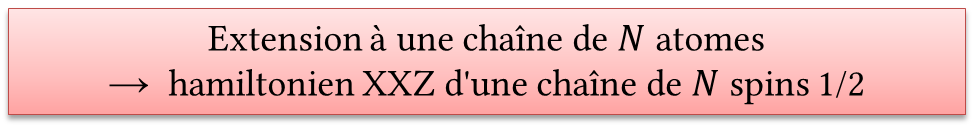 Extension à une chaîne de N atomes
→ hamiltonien XXZ d'une chaîne de N spins 1/2